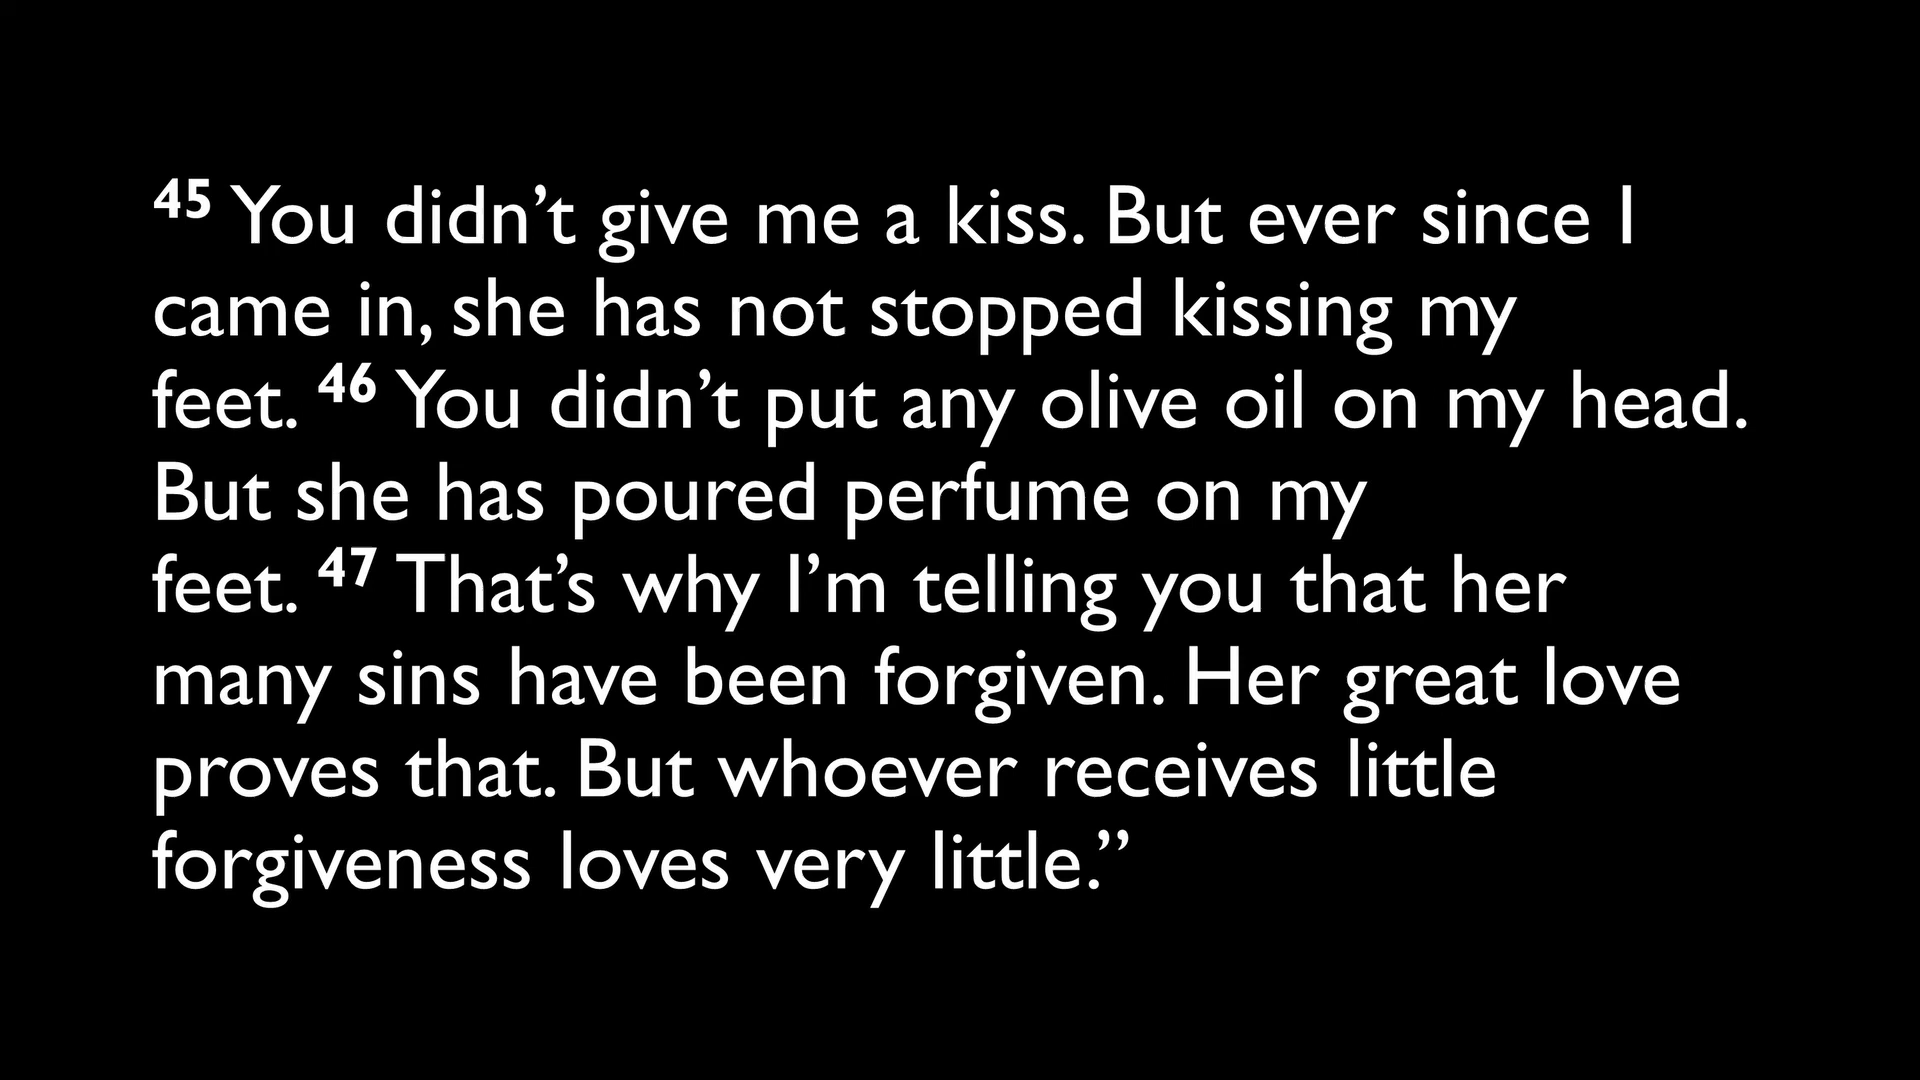 45 You didn’t give me a kiss. But ever since I
came in, she has not stopped kissing my
feet. 46 You didn’t put any olive oil on my head.
But she has poured perfume on my
feet. 47 That’s why I’m telling you that her
many sins have been forgiven. Her great love
proves that. But whoever receives little
forgiveness loves very little.”